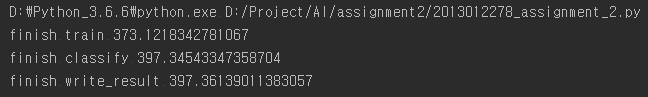 D:₩Python_3.6.6₩python.exe D:/Project/AI/assignment2/2013012278_assignment_2.py
finish train 373.1218342781067
finish classify 397.34543347358704
finish write_result 397.36139011383057